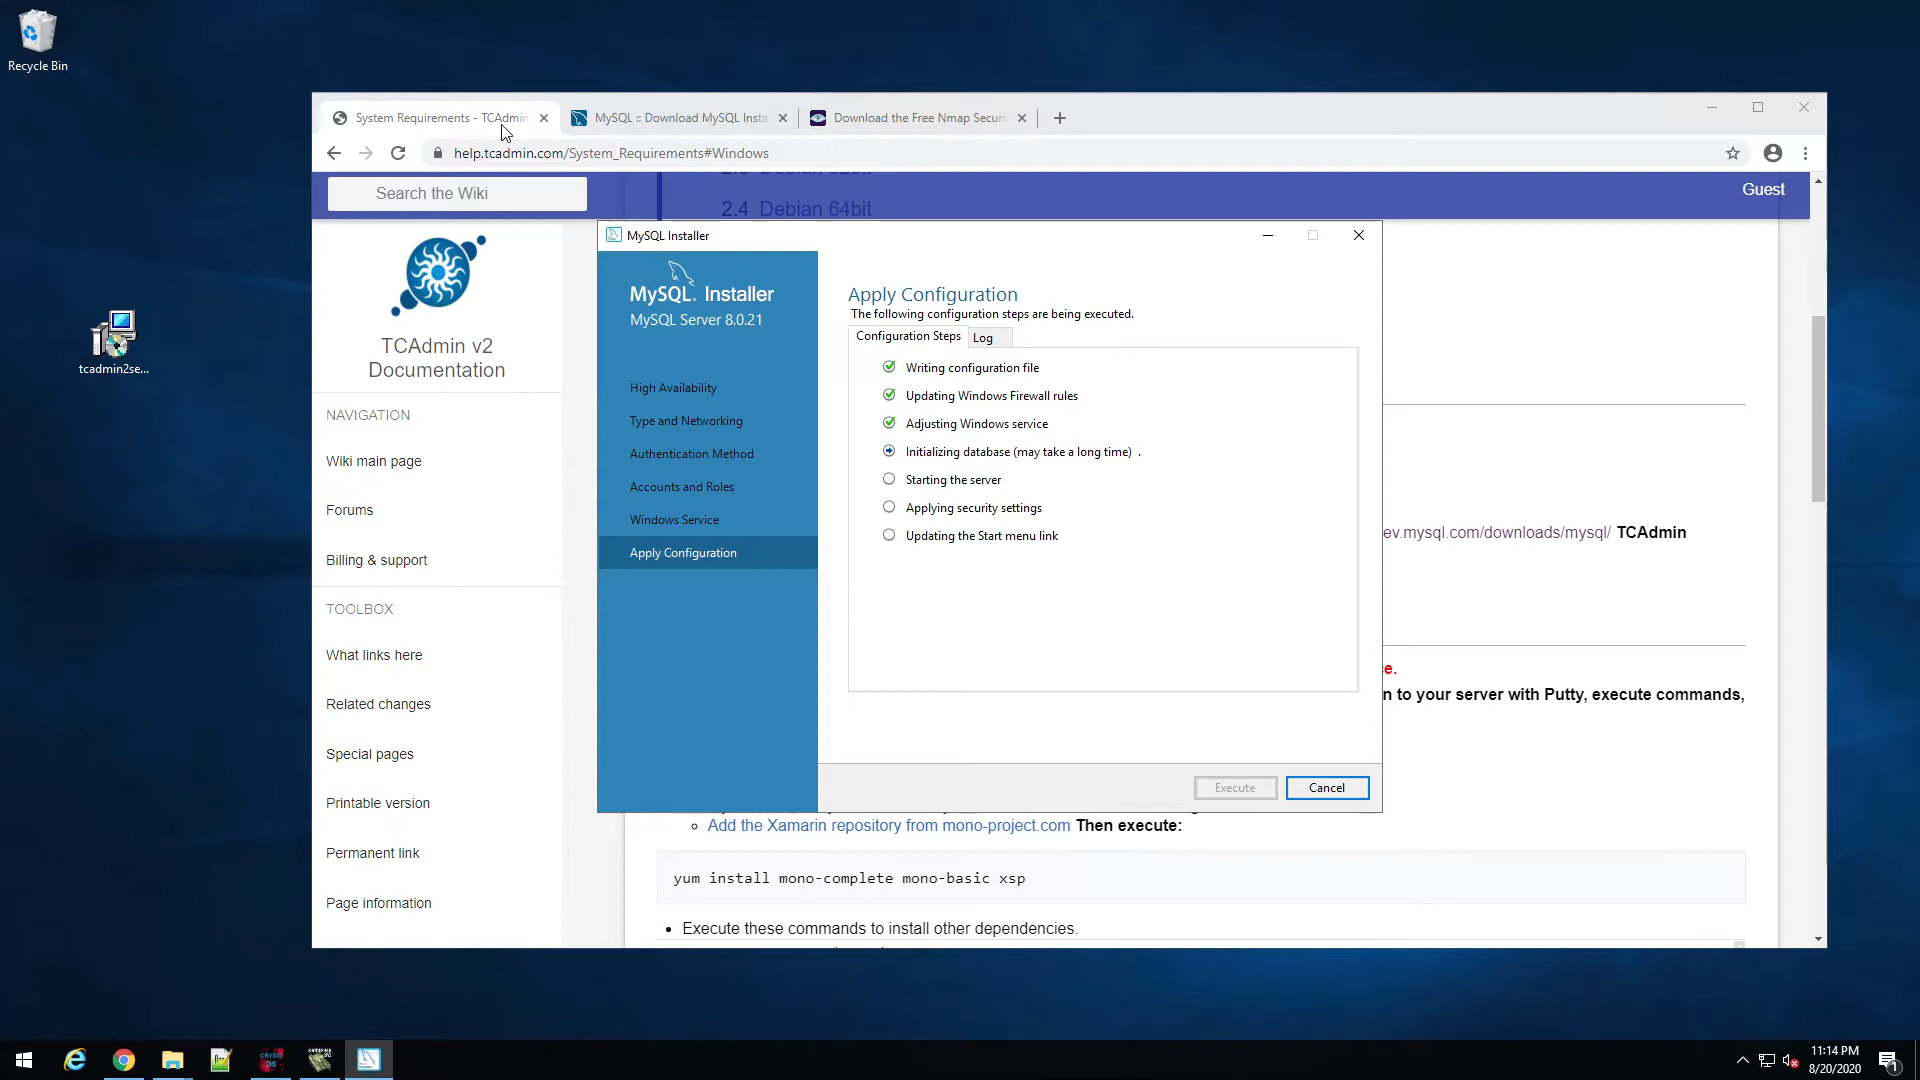 Recycle Bin
tcadmin2se...
System Requirements - TCAdmin
MySQL :: Download MySQL Insta
Download the Free Nmap Securi
help.tcadmin.com/System_Requirements#Windows
Search the Wiki
Guest
2.4 Debian 64bit
TCAdmin v2
Documentation
NAVIGATION
Wiki main page
Forums
Billing & support
TOOLBOX
What links here
Related changes
Special pages
Printable version
Permanent link
Page information
MySQL Installer
MySQL. Installer
MySQL Server 8.0.21
High Availability
Type and Networking
Authentication Method
Accounts and Roles
Windows Service
Apply Configuration
Apply Configuration
The following configuration steps are being executed.
Configuration Steps
Log
Writing configuration file
Updating Windows Firewall rules
Adjusting Windows service
Initializing database (may take a long time) .
Starting the server
Applying security settings
Updating the Start menu link
Execute
Cancel
ev.mysql.com/downloads/mysql/ TCAdmin
e.
n to your server with Putty, execute commands,
Add the Xamarin repository from mono-project.com Then execute:
yum install mono-complete mono-basic xsp
Execute these commands to install other dependencies.
CRYSIS
DS
11:14 PM
8/20/2020
1